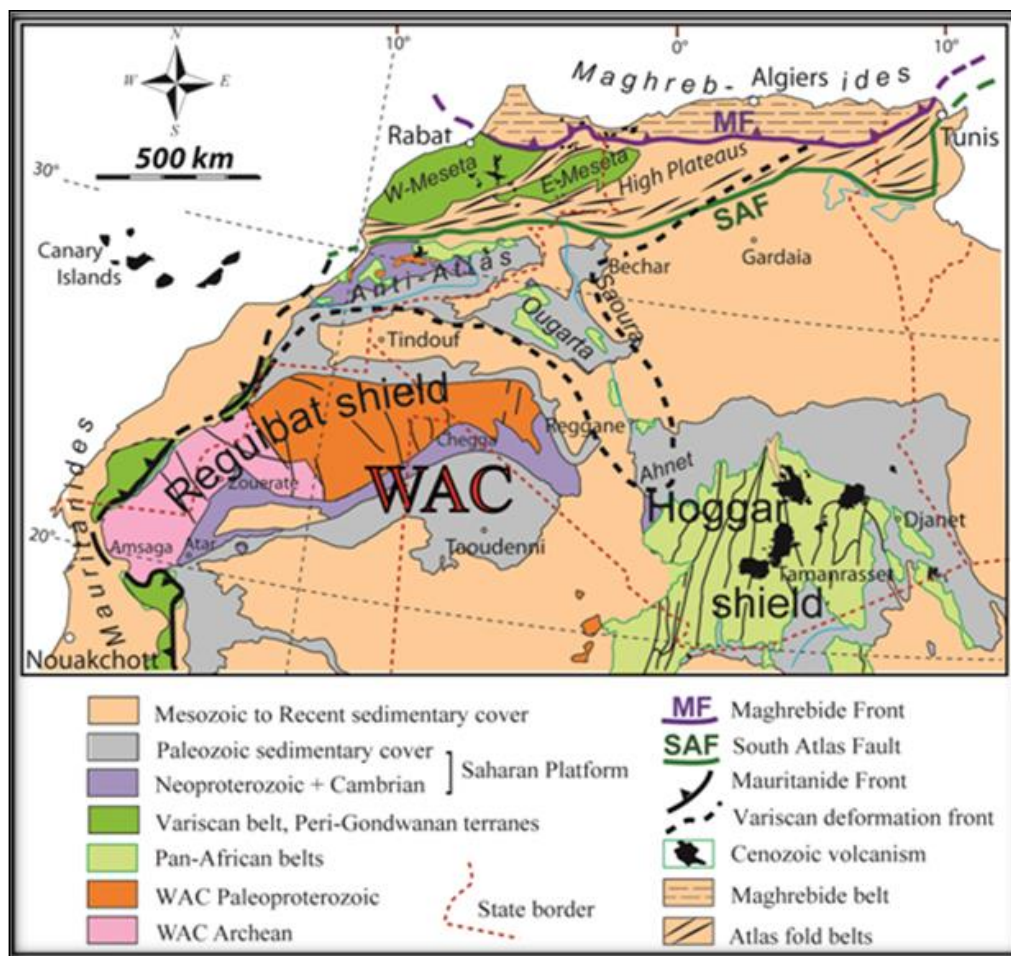 N
W E
S
10°
0°
10°
Maghreb- Algiers ides
500 km
Rabat
MF
Tunis
30°
W-Meseta
E-Meseta
High Plateaus
SAF
Canary
Islands
Anti-Atlas
Bechar
Gardaia
Saoura
Ougarta
Tindouf
Reguibat shield
Reggane
Chegga
Zouerate
WAC
Ahnet
Hoggar
shield
Djanet
20°
Amsaga
Atar
Taoudenni
Tamanrasset
Mauritanides
Nouakchott
Mesozoic to Recent sedimentary cover
Paleozoic sedimentary cover
Neoproterozoic + Cambrian
Saharan Platform
Variscan belt, Peri-Gondwanan terranes
Pan-African belts
WAC Paleoproterozoic
WAC Archean
State border
MF Maghrebide Front
SAF South Atlas Fault
Mauritanide Front
Variscan deformation front
Cenozoic volcanism
Maghrebide belt
Atlas fold belts